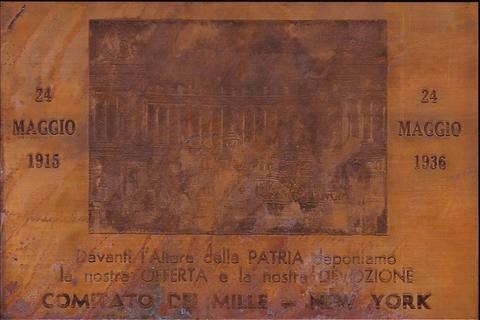 24
MAGGIO
1915
24
MAGGIO
1936
Davanti l'Altare della PATRIA deponiamo
la nostra OFFERTA e la nostra DEVOZIONE
COMITATO DEI MILLE - NEW YORK